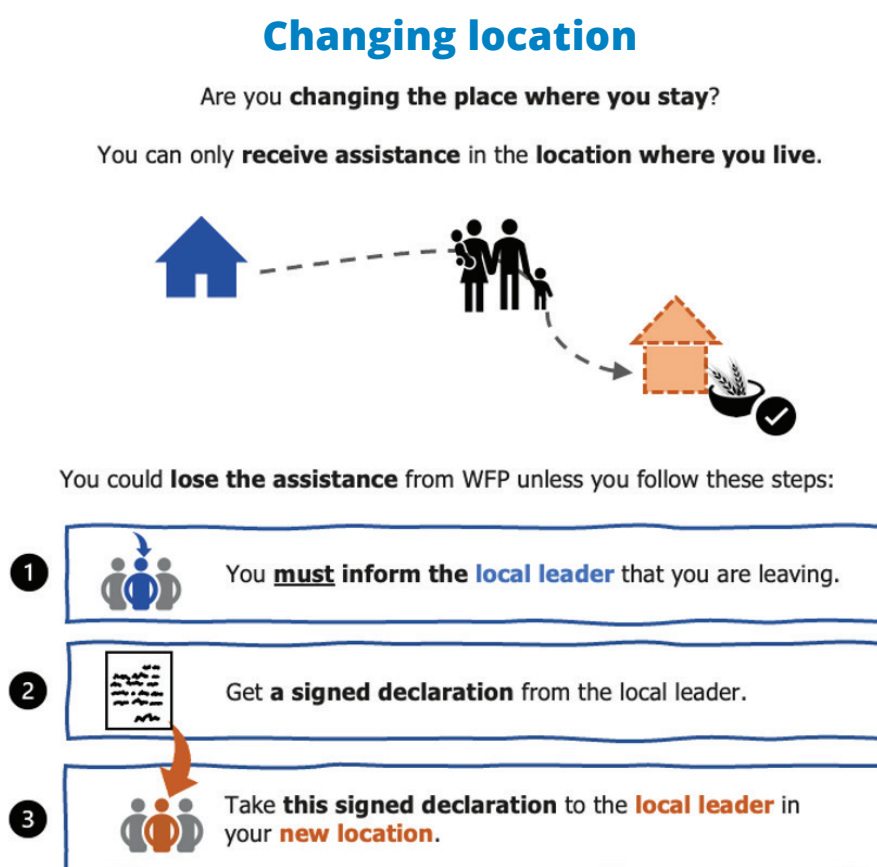 Changing location
Are you changing the place where you stay?
You can only receive assistance in the location where you live.
You could lose the assistance from WFP unless you follow these steps:
1
You must inform the local leader that you are leaving.
2
Get a signed declaration from the local leader.
3
Take this signed declaration to the local leader in
your new location.